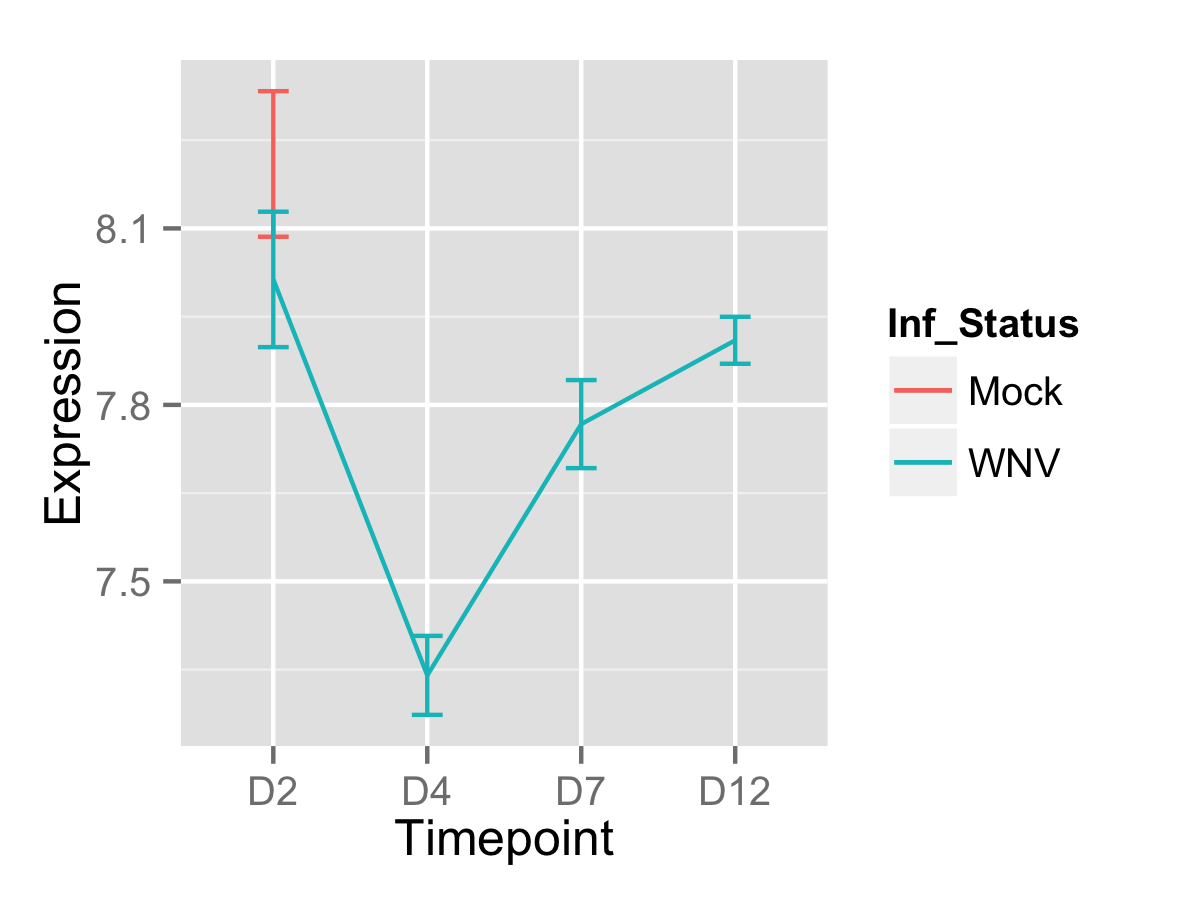 Expression
8.1
7.8
7.5
D2 D4 D7 D12
Timepoint
Inf_Status
Mock
WNV